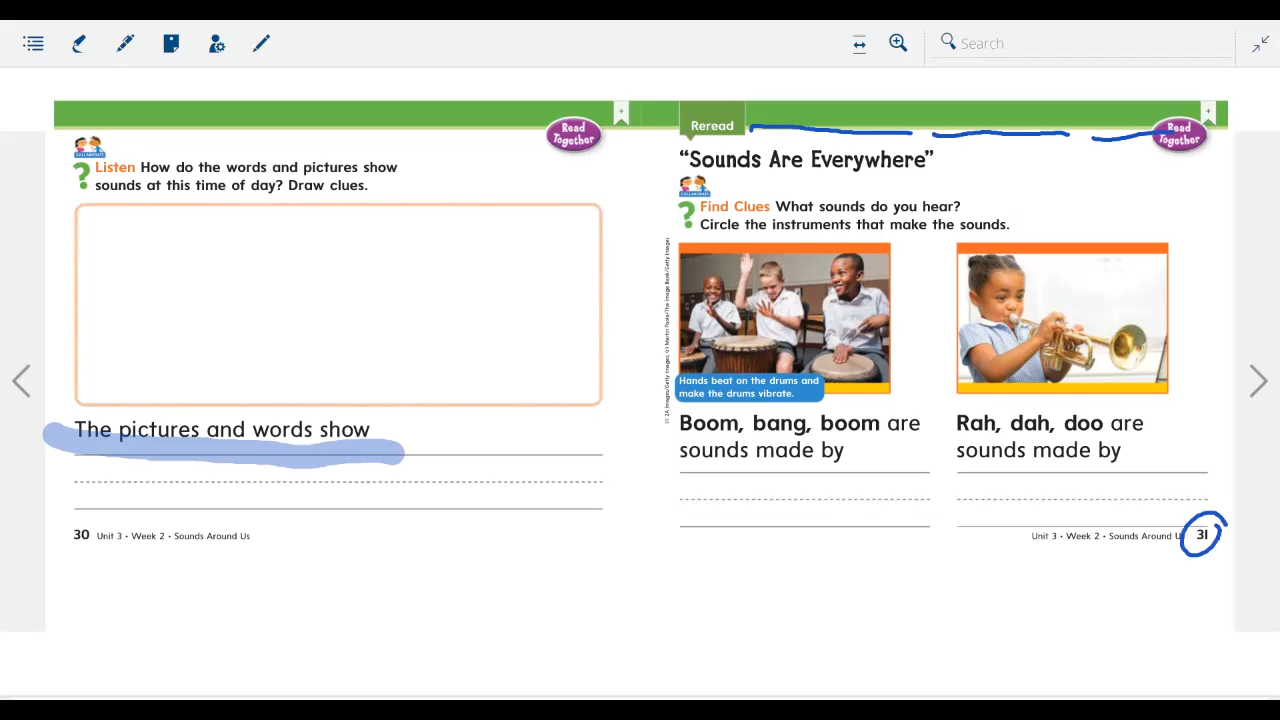 Search
Read
Together
COLLABORATE
? Listen How do the words and pictures show
sounds at this time of day? Draw clues.
The pictures and words show
30 Unit 3 • Week 2 • Sounds Around Us
Reread
Read
Together
“Sounds Are Everywhere”
COLLABORATE
? Find Clues What sounds do you hear?
Circle the instruments that make the sounds.
Hands beat on the drums and
make the drums vibrate.
Boom, bang, boom are
sounds made by
Rah, dah, doo are
sounds made by
Unit 3 • Week 2 • Sounds Around U
31